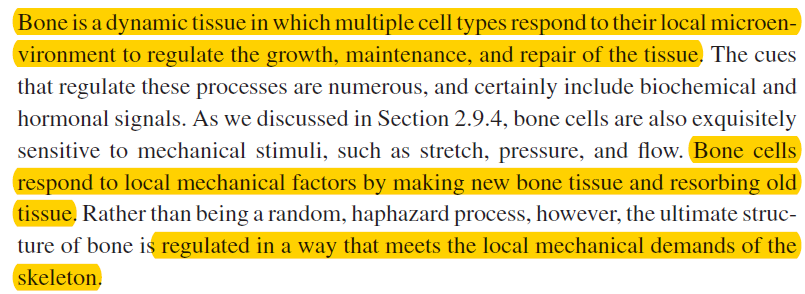 Bone is a dynamic tissue in which multiple cell types respond to their local microen-
vironment to regulate the growth, maintenance, and repair of the tissue. The cues
that regulate these processes are numerous, and certainly include biochemical and
hormonal signals. As we discussed in Section 2.9.4, bone cells are also exquisitely
sensitive to mechanical stimuli, such as stretch, pressure, and flow. Bone cells
respond to local mechanical factors by making new bone tissue and resorbing old
tissue. Rather than being a random, haphazard process, however, the ultimate struc-
ture of bone is regulated in a way that meets the local mechanical demands of the
skeleton.